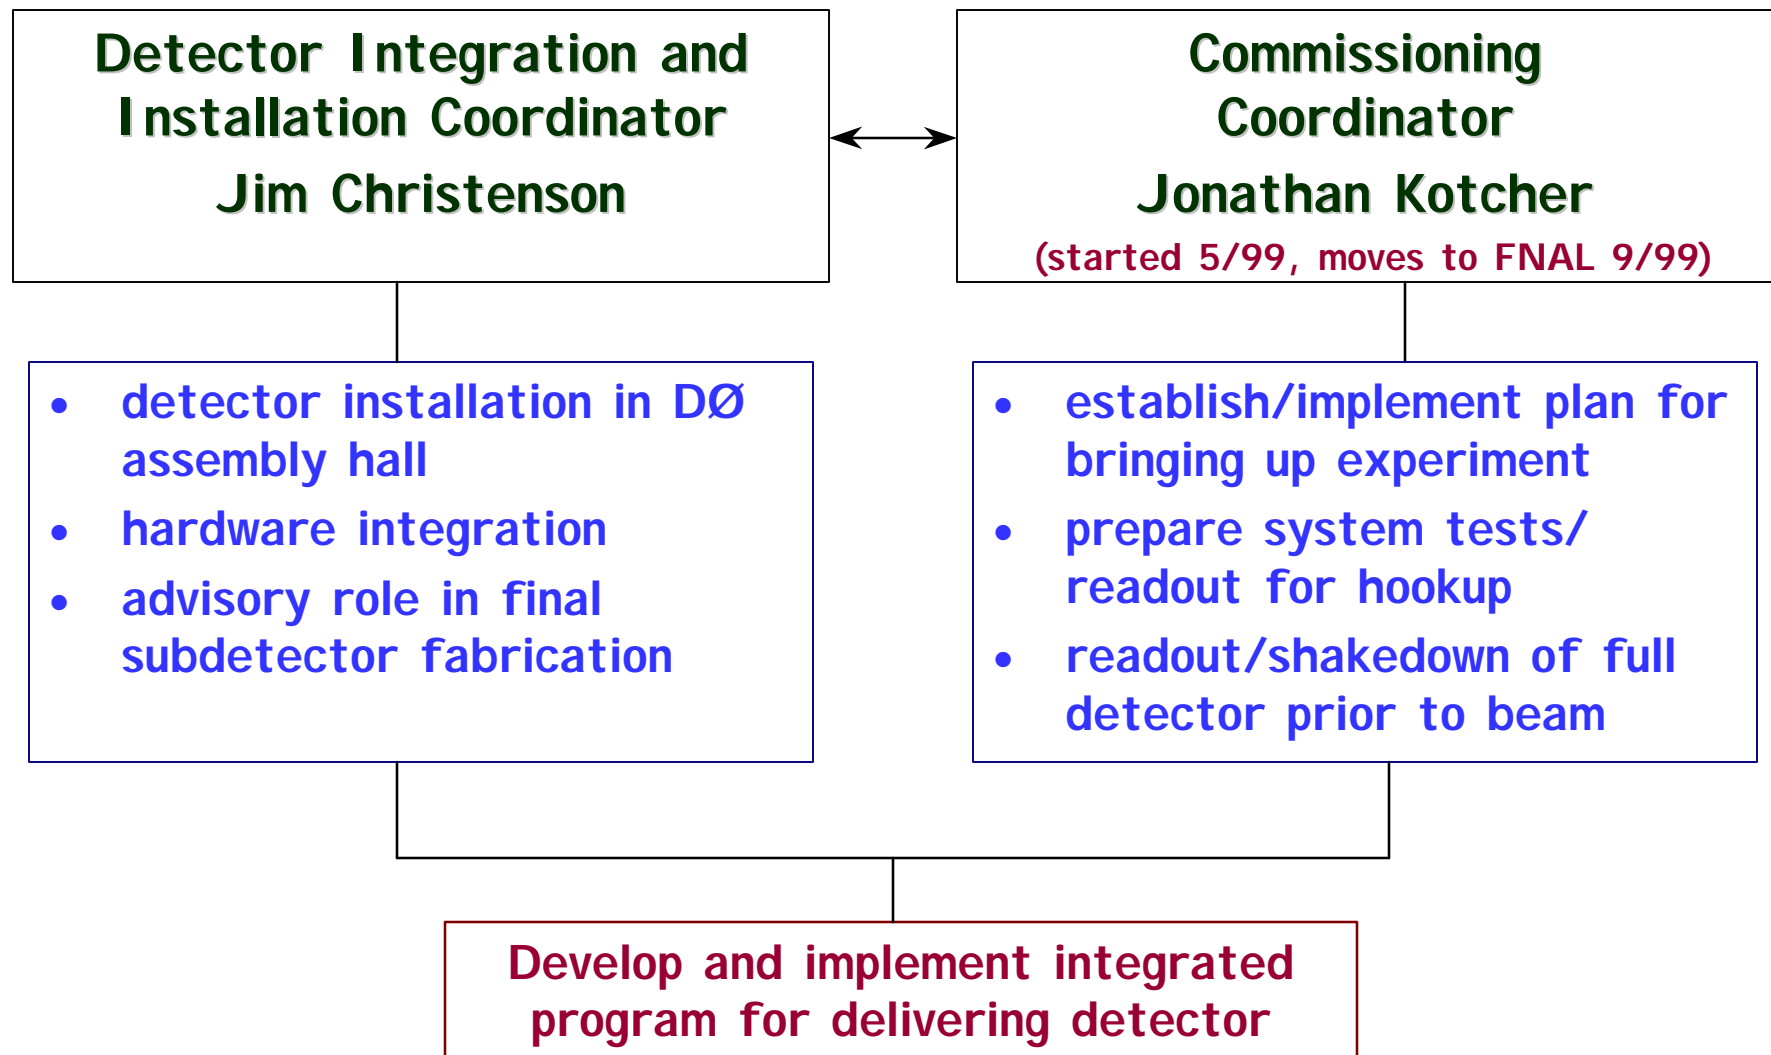 Detector Integration and
Installation Coordinator
Jim Christenson
Commissioning
Coordinator
Jonathan Kotcher
(started 5/99, moves to FNAL 9/99)
• detector installation in DØ
assembly hall
• hardware integration
• advisory role in final
subdetector fabrication
• establish/implement plan for
bringing up experiment
• prepare system tests/
readout for hookup
• readout/shakedown of full
detector prior to beam
Develop and implement integrated
program for delivering detector